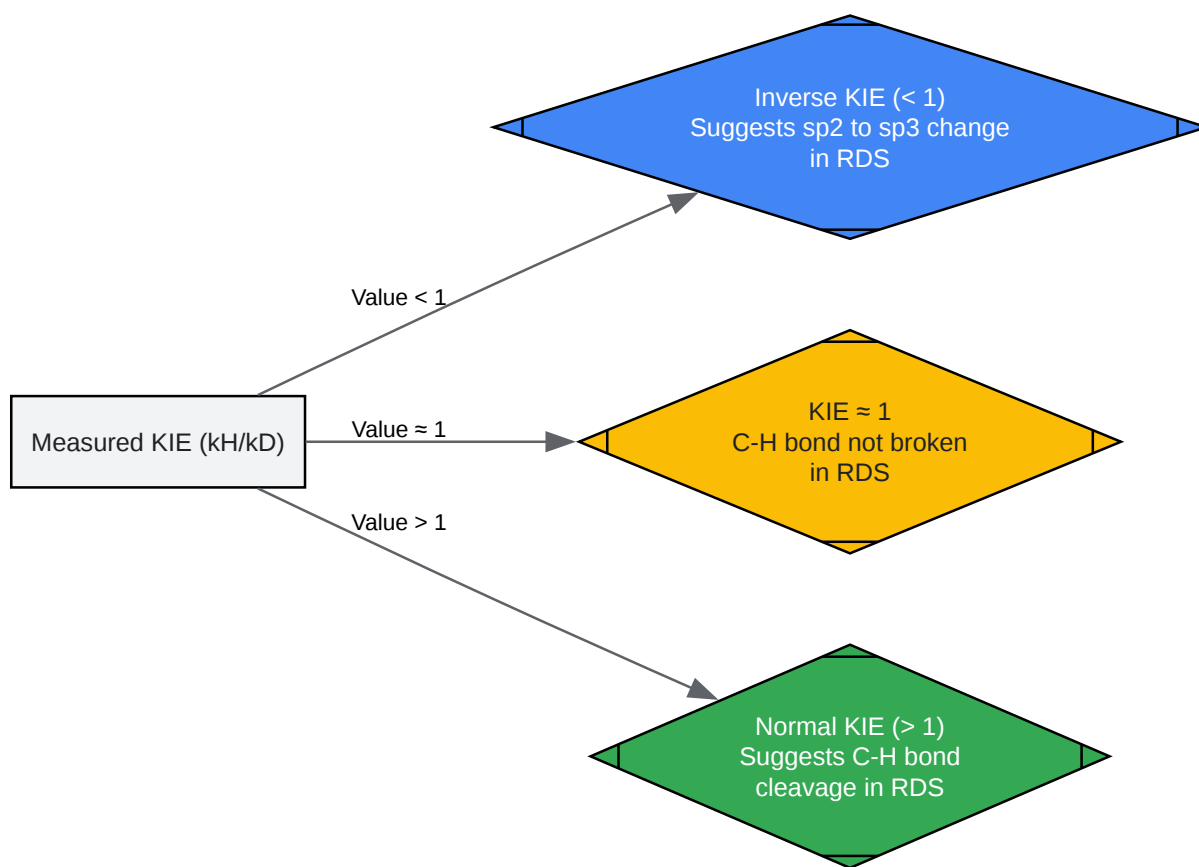 Inverse KIE (< 1)
Suggests sp2 to sp3 change
in RDS
Value < 1
KIE ≈ 1
C-H bond not broken
in RDS
Measured KIE (kH/kD)
Value ≈ 1
Value > 1
Normal KIE (> 1)
Suggests C-H bond
cleavage in RDS